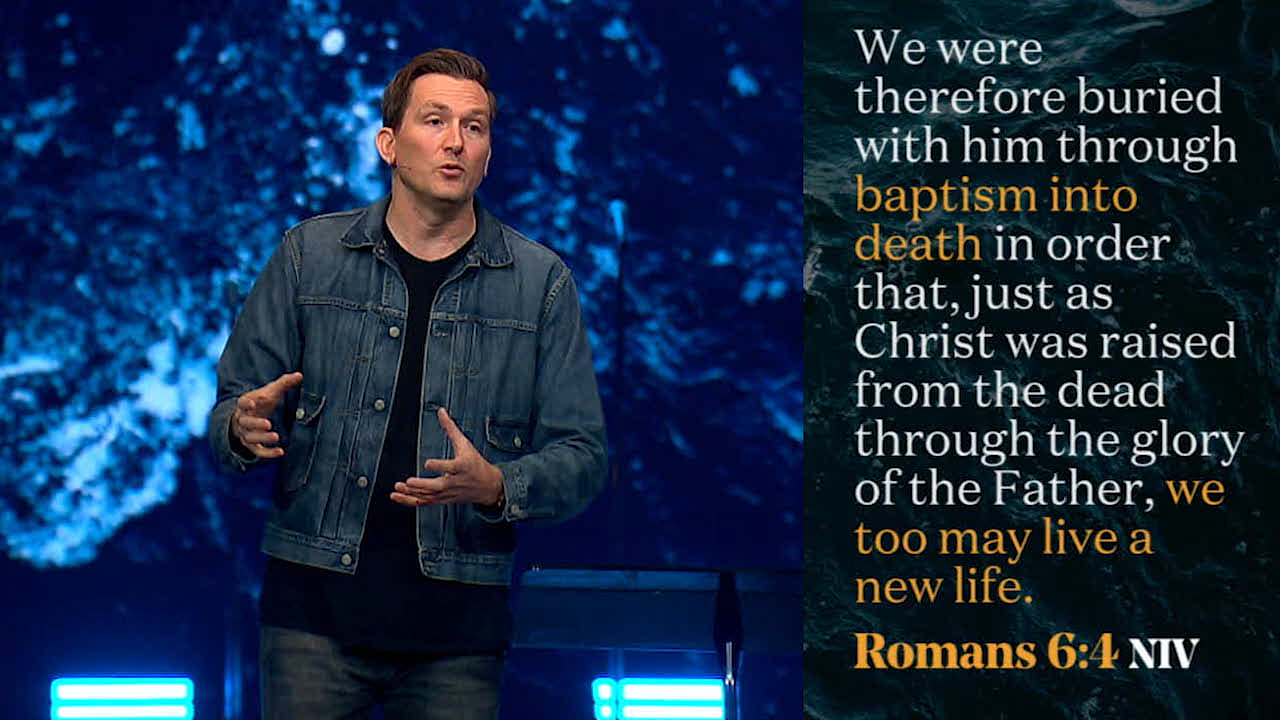 We were
therefore buried
with him through
baptism into
death in order
that, just as
Christ was raised
from the dead
through the glory
of the Father, we
too may live a
new life.
Romans 6:4 NIV